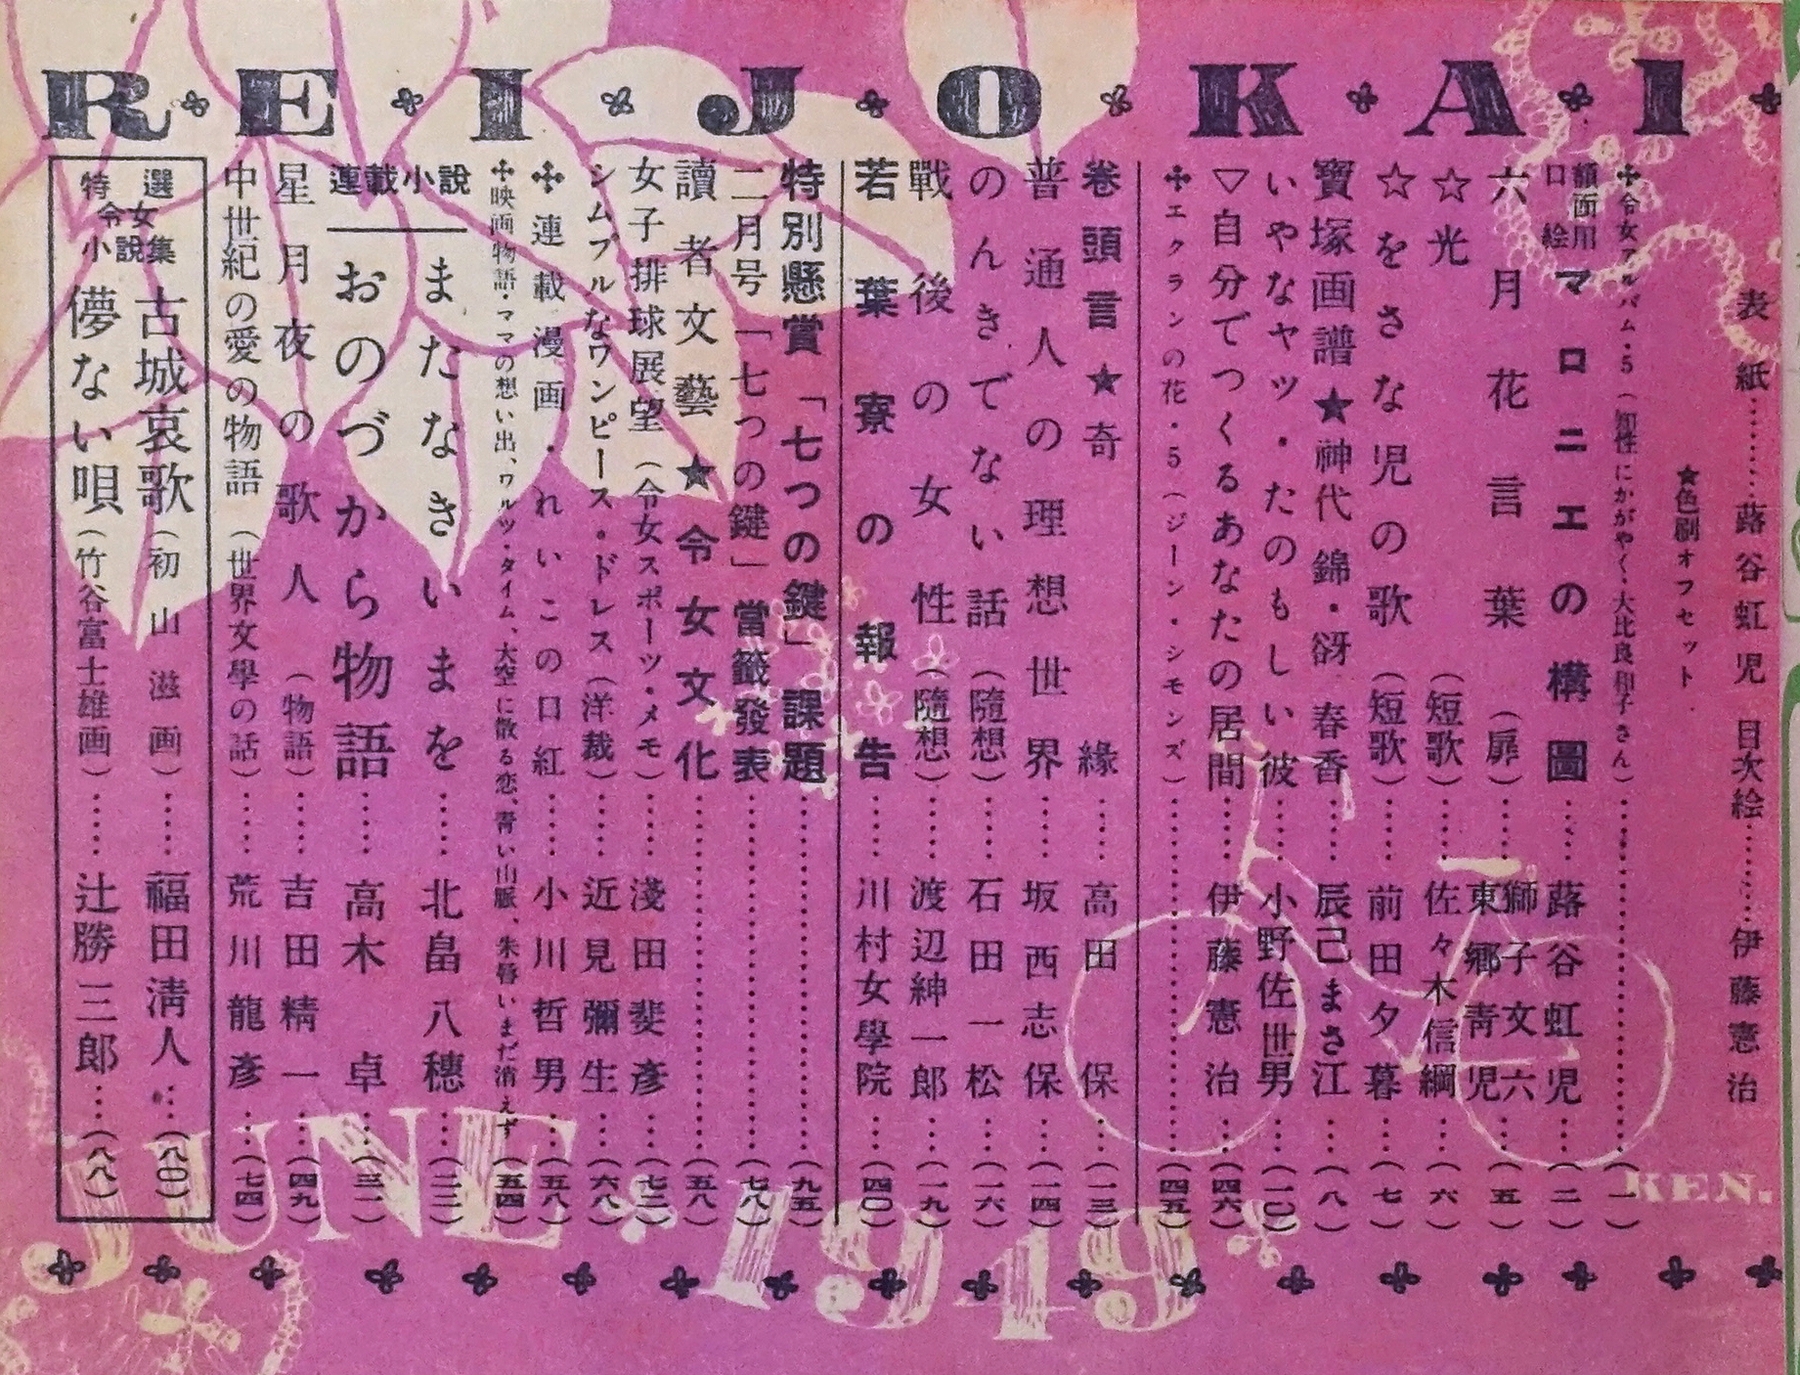 REIJOKAI
表紙………蕗谷虹児 目次絵………伊藤憲治
★色刷オフセット
令女アルバム・5（知性にかがやく・大比良和子さん）………（一）
額面用口絵 マロニエの構圖……蕗谷虹児……（二）
六月花言葉（扉）……獅子文六 東郷青児……（五）
☆光（短歌）……佐々木信綱……（六）
☆をさな児の歌（短歌）……前田夕暮……（七）
寶塚画譜★神代錦・谺春香……辰己まさ江……（八）
いやなヤッ・たのもしい彼……小野佐世男……（一〇）
▽自分でつくるあなたの居間……伊藤憲治……（四六）
エクランの花・5（ジーン・シモンズ）………（四五）
巻頭言★奇緣……高田保……（一三）
普通人の理想世界……坂西志保……（一四）
のんきでない話（隨想）……石田一松……（一六）
戰後の女性（隨想）……渡辺紳一郎……（一九）
若葉寮の報告……川村女學院……（四〇）
特別懸賞「七つの鍵」課題………（九五）
二月号「七つの鍵」當籤發表………（七八）
讀者文藝★令女文化………（五八）
女子排球展望（令女スポーツ・メモ）……淺田斐彥……（七二）
シムプルなワンピース・ドレス（洋裁）……近見彌生……（六八）
連載漫画・れいこの口紅……小川哲男……（五八）
映画物語・ママの想い出、ワルツ・タイム、大空に散る恋、青い山脈、朱唇いまだ消えず（五四）
連載小說
またなきいまを……北畠八穗……（二二）
おのづから物語……高木卓……（三一）
星月夜の歌人（物語）……吉田精一……（四九）
中世紀の愛の物語（世界文學の話）……荒川龍彥……（七四）
特選令女小說集
古城哀歌（初山滋画）……福田淸人……（八〇）
儚ない唄（竹谷富士雄画）……辻勝三郎……（八八）
KEN.
JUNE 1949